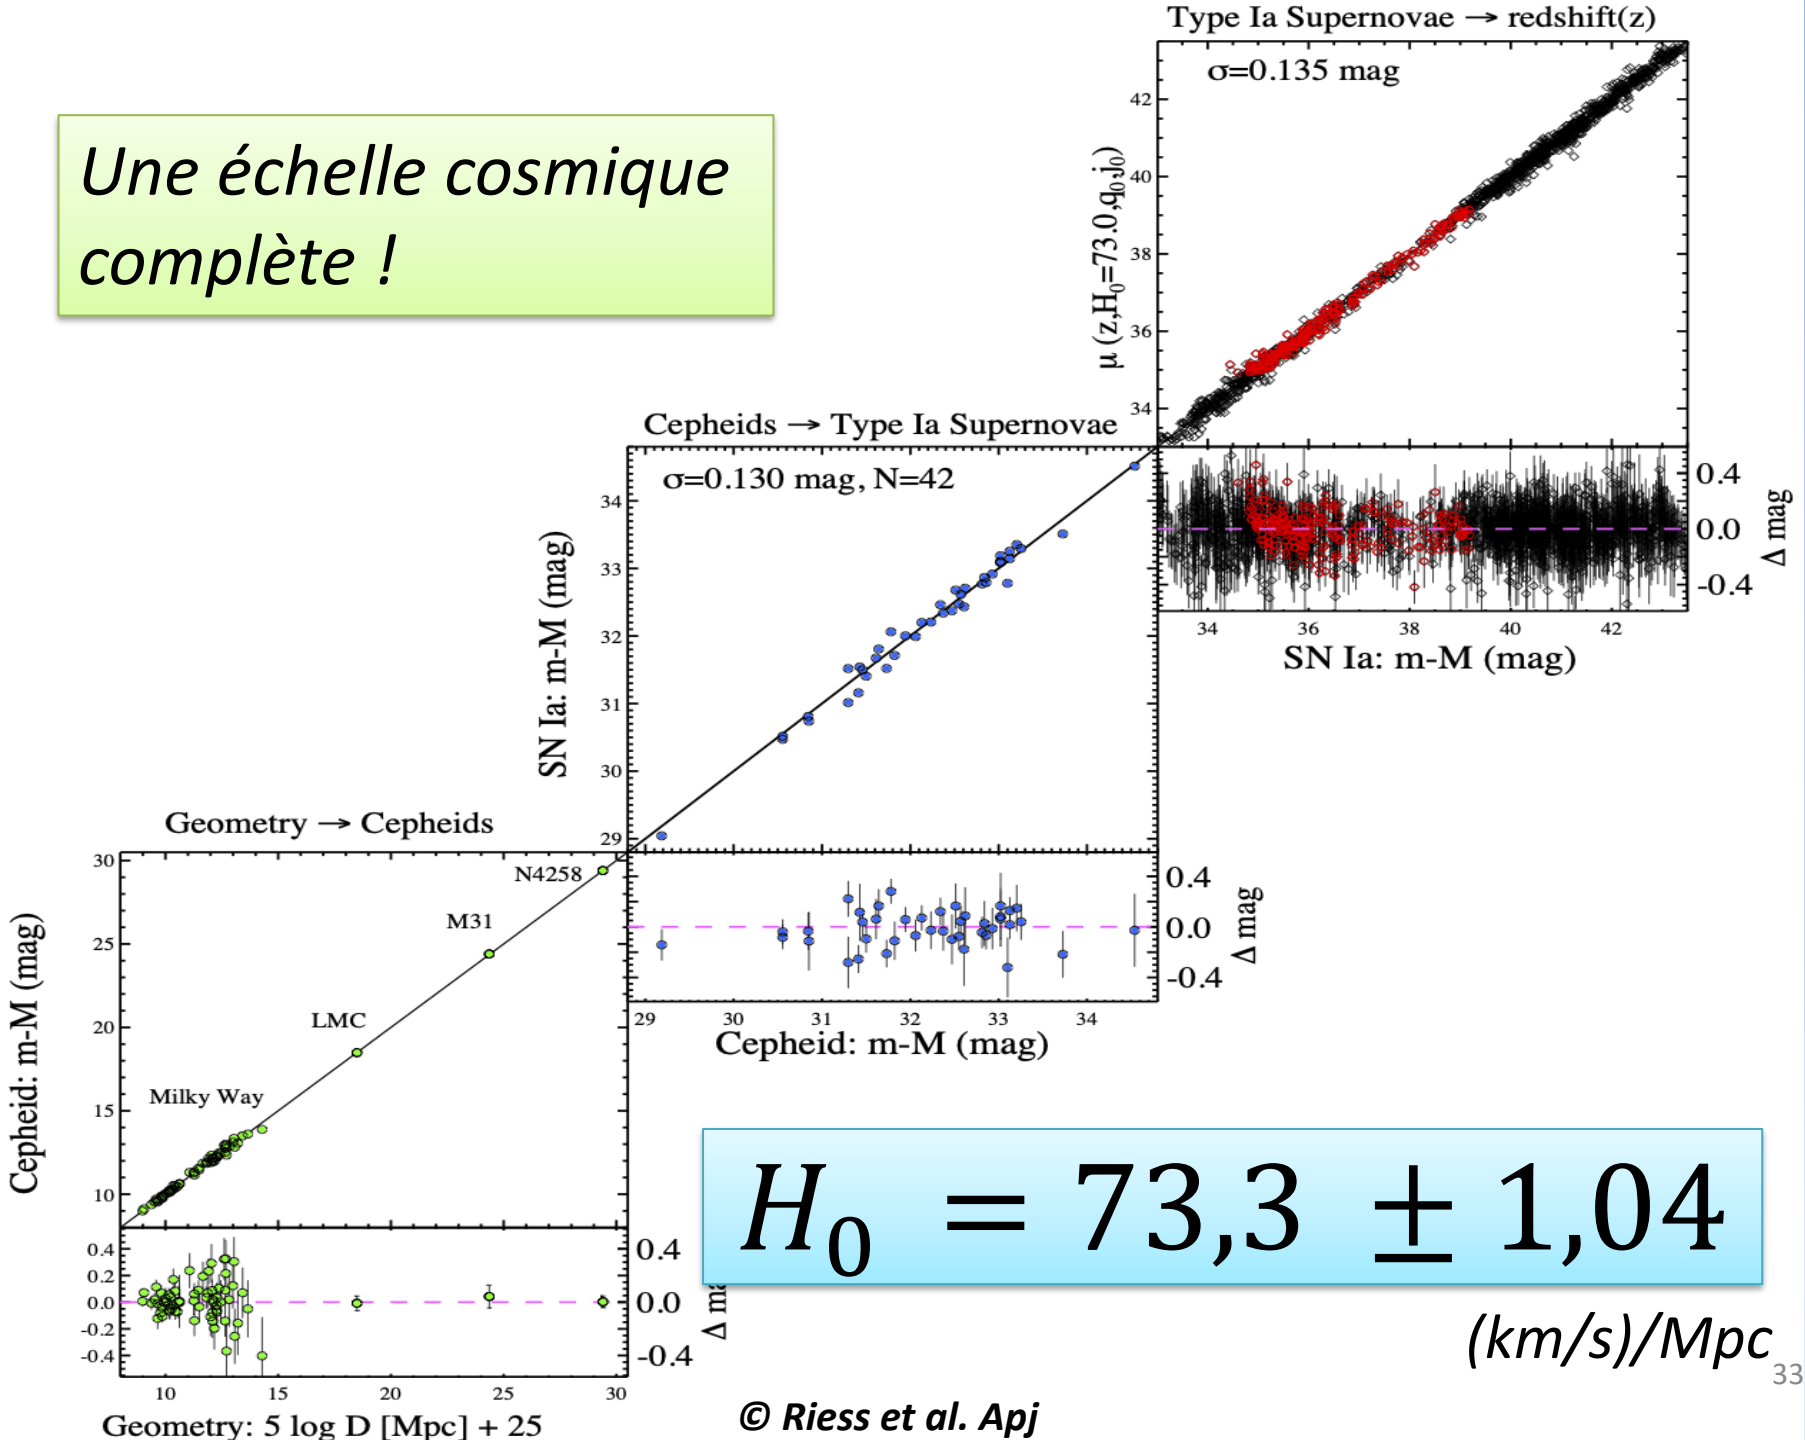 Type Ia Supernovae → redshift(z)
σ=0.135 mag
42
40
38
36
34
μ (z,H₀=73.0,q₀,j₀)
0.4
0.0
-0.4
Δ mag
34 36 38 40 42
SN Ia: m-M (mag)
Une échelle cosmique
complète !
Cepheids → Type Ia Supernovae
σ=0.130 mag, N=42
34
33
32
31
30
29
SN Ia: m-M (mag)
0.4
0.0
-0.4
Δ mag
29 30 31 32 33 34
Cepheid: m-M (mag)
Geometry → Cepheids
30
25
20
15
10
Cepheid: m-M (mag)
N4258
M31
LMC
Milky Way
0.4
0.2
0.0
-0.2
-0.4
0.4
0.0
-0.4
10 15 20 25 30
Geometry: 5 log D [Mpc] + 25
H₀ = 73,3 ± 1,04
(km/s)/Mpc
33
© Riess et al. Apj